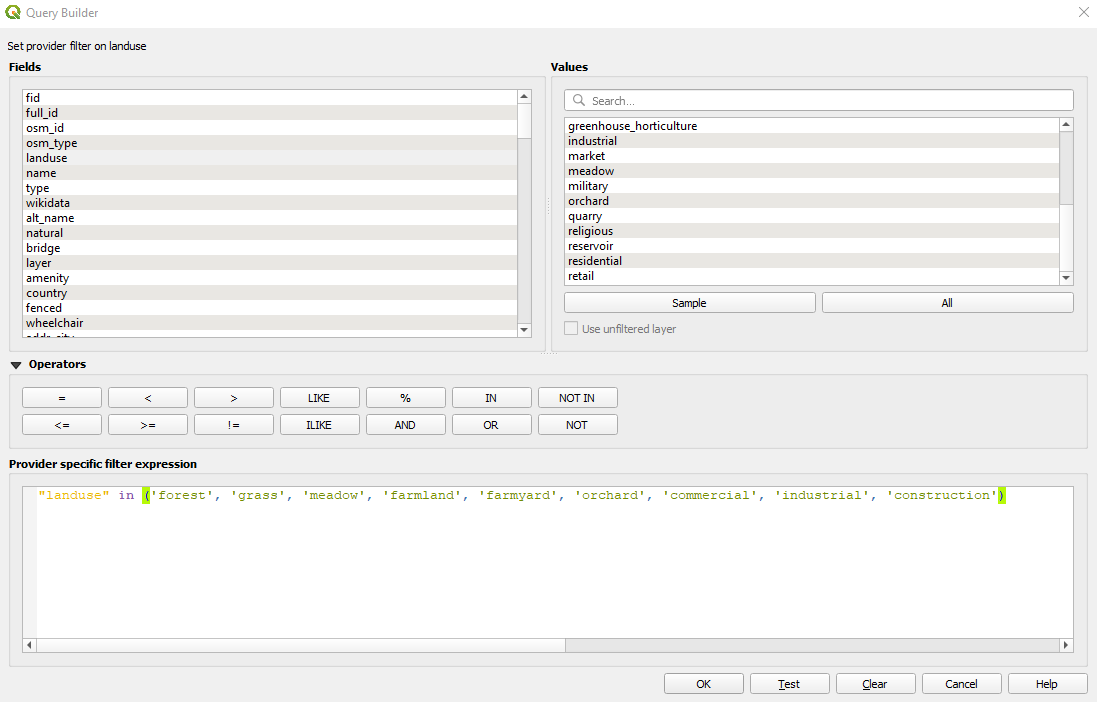 Query Builder
Set provider filter on landuse
Fields
fid
full_id
osm_id
osm_type
landuse
name
type
wikidata
alt_name
natural
bridge
layer
amenity
country
fenced
wheelchair
addr_city
Values
Search...
greenhouse_horticulture
industrial
market
meadow
military
orchard
quarry
religious
reservoir
residential
retail
Sample All
Use unfiltered layer
Operators
= < > LIKE % IN NOT IN
<= >= != ILIKE AND OR NOT
Provider specific filter expression
"landuse" in ('forest', 'grass', 'meadow', 'farmland', 'farmyard', 'orchard', 'commercial', 'industrial', 'construction')
OK Test Clear Cancel Help